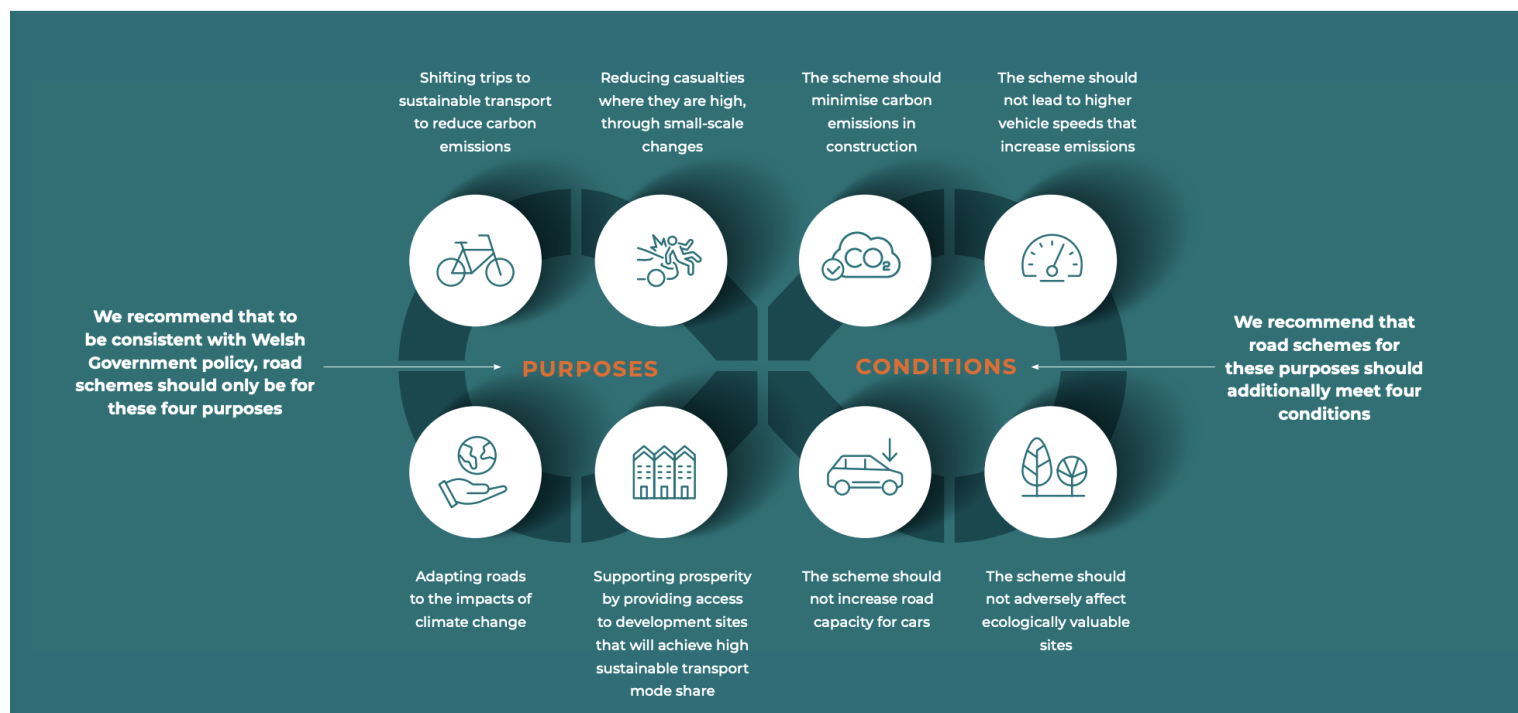 Shifting trips to
sustainable transport
to reduce carbon
emissions
Reducing casualties
where they are high,
through small-scale
changes
The scheme should
minimise carbon
emissions in
construction
The scheme should
not lead to higher
vehicle speeds that
increase emissions
CO2
We recommend that to
be consistent with Welsh
Government policy, road
schemes should only be for
these four purposes
PURPOSES
CONDITIONS
We recommend that
road schemes for
these purposes should
additionally meet four
conditions
Adapting roads
to the impacts of
climate change
Supporting prosperity
by providing access
to development sites
that will achieve high
sustainable transport
mode share
The scheme should
not increase road
capacity for cars
The scheme should
not adversely affect
ecologically valuable
sites